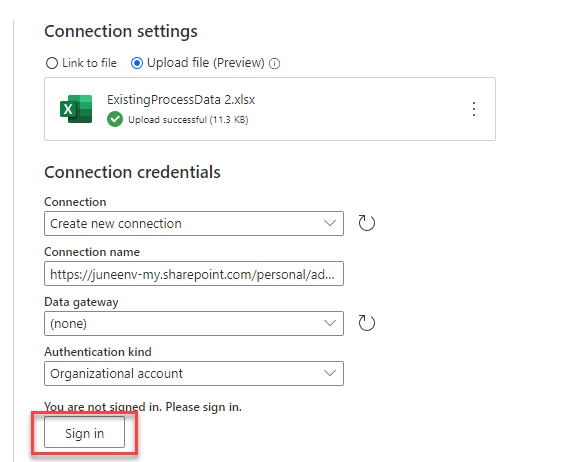 Connection settings
Link to file Upload file (Preview)
ExistingProcessData 2.xlsx
Upload successful (11.3 KB)
Connection credentials
Connection
Create new connection
Connection name
https://juneenv-my.sharepoint.com/personal/ad...
Data gateway
(none)
Authentication kind
Organizational account
You are not signed in. Please sign in.
Sign in